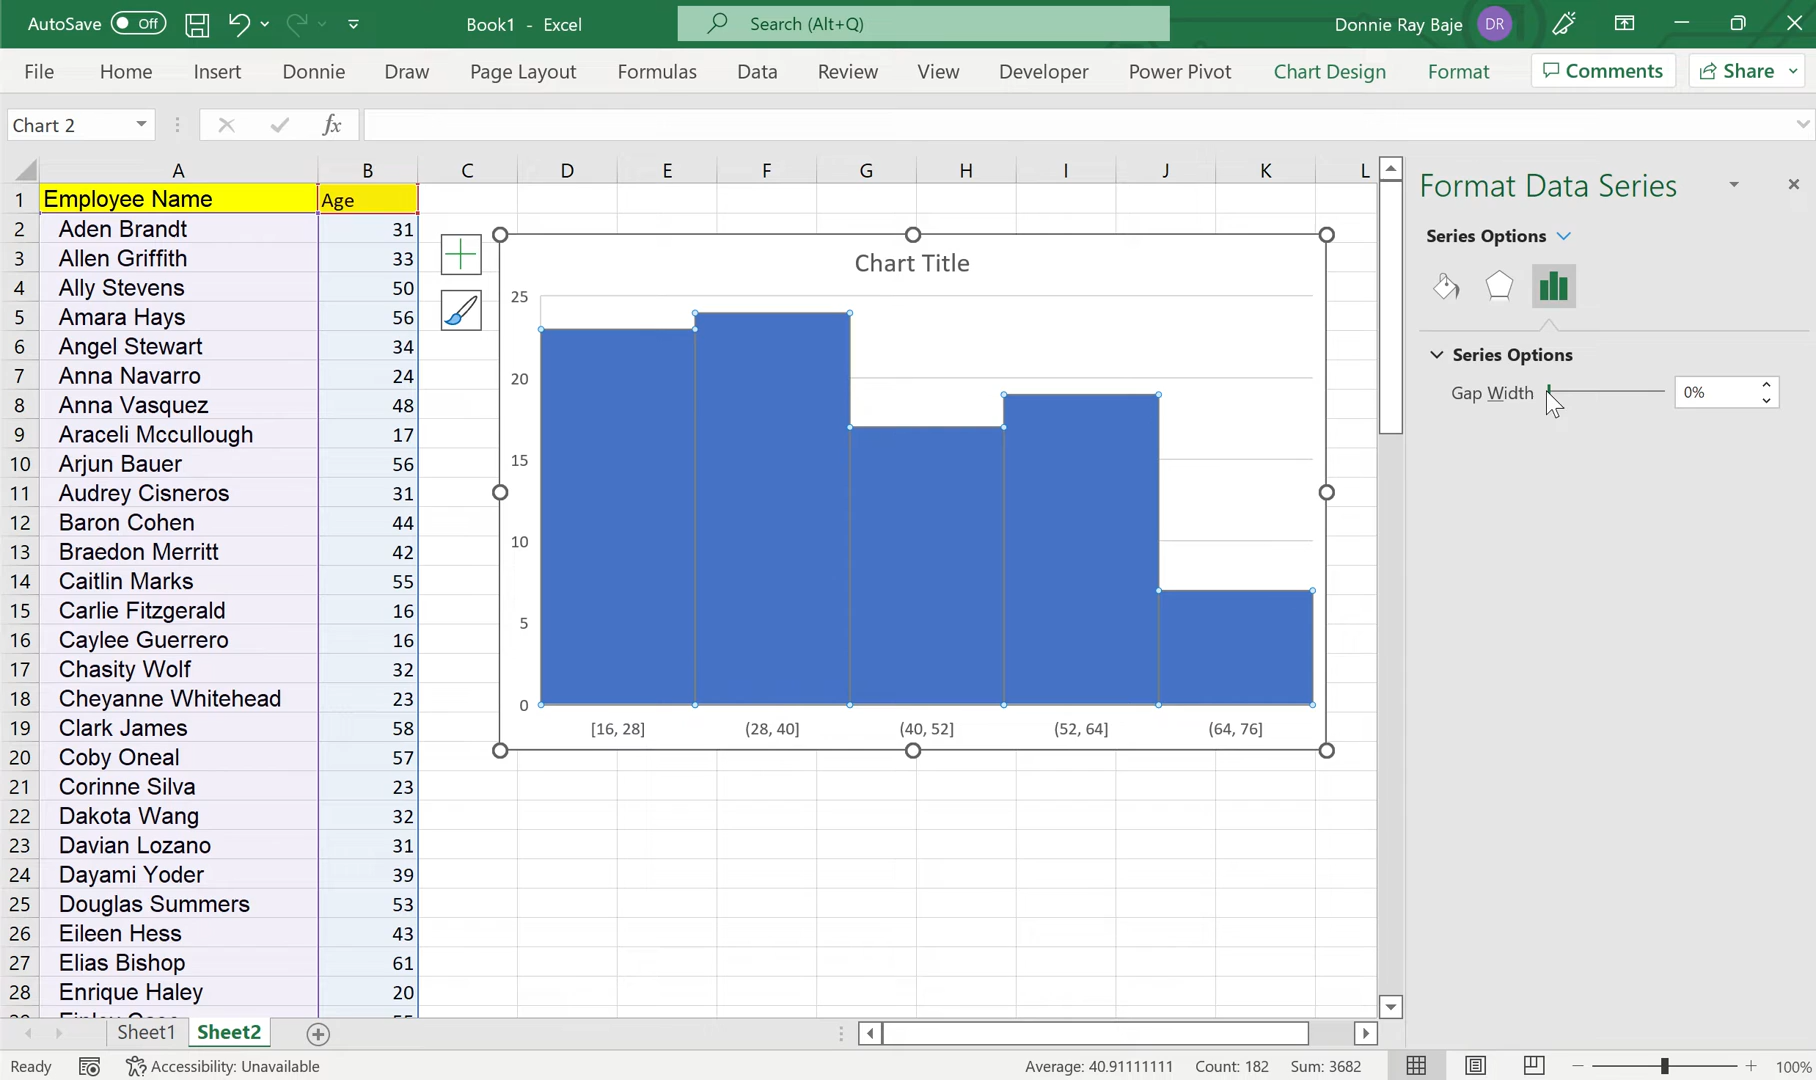 AutoSave Off Book1 - Excel Search (Alt+Q) Donnie Ray Baje DR
File Home Insert Donnie Draw Page Layout Formulas Data Review View Developer Power Pivot Chart Design Format Comments Share
Chart 2 fx
A B C D E F G H I J K L
1 Employee Name Age
2 Aden Brandt 31
3 Allen Griffith 33
4 Ally Stevens 50
5 Amara Hays 56
6 Angel Stewart 34
7 Anna Navarro 24
8 Anna Vasquez 48
9 Araceli Mccullough 17
10 Arjun Bauer 56
11 Audrey Cisneros 31
12 Baron Cohen 44
13 Braedon Merritt 42
14 Caitlin Marks 55
15 Carlie Fitzgerald 16
16 Caylee Guerrero 16
17 Chasity Wolf 32
18 Cheyanne Whitehead 23
19 Clark James 58
20 Coby Oneal 57
21 Corinne Silva 23
22 Dakota Wang 32
23 Davian Lozano 31
24 Dayami Yoder 39
25 Douglas Summers 53
26 Eileen Hess 43
27 Elias Bishop 61
28 Enrique Haley 20
Chart Title
25
20
15
10
5
0
[16, 28] (28, 40] (40, 52] (52, 64] (64, 76]
Format Data Series
Series Options
Series Options
Gap Width 0%
Sheet1 Sheet2
Ready Accessibility: Unavailable Average: 40.91111111 Count: 182 Sum: 3682 100%